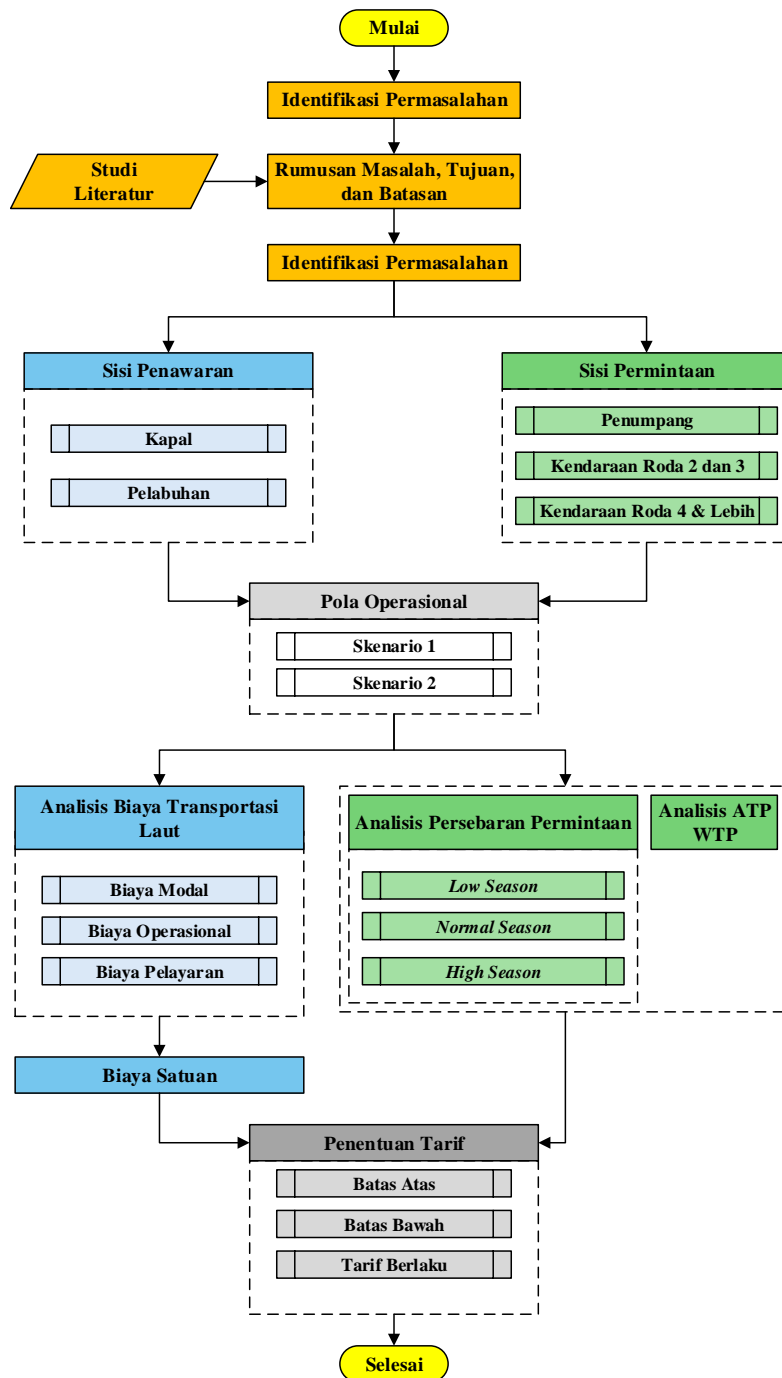 Mulai
Identifikasi Permasalahan
Studi
Literatur
Rumusan Masalah, Tujuan,
dan Batasan
Identifikasi Permasalahan
Sisi Penawaran
Kapal
Pelabuhan
Sisi Permintaan
Penumpang
Kendaraan Roda 2 dan 3
Kendaraan Roda 4 & Lebih
Pola Operasional
Skenario 1
Skenario 2
Analisis Biaya Transportasi
Laut
Biaya Modal
Biaya Operasional
Biaya Pelayaran
Biaya Satuan
Analisis Persebaran Permintaan
Low Season
Normal Season
High Season
Analisis ATP
WTP
Penentuan Tarif
Batas Atas
Batas Bawah
Tarif Berlaku
Selesai